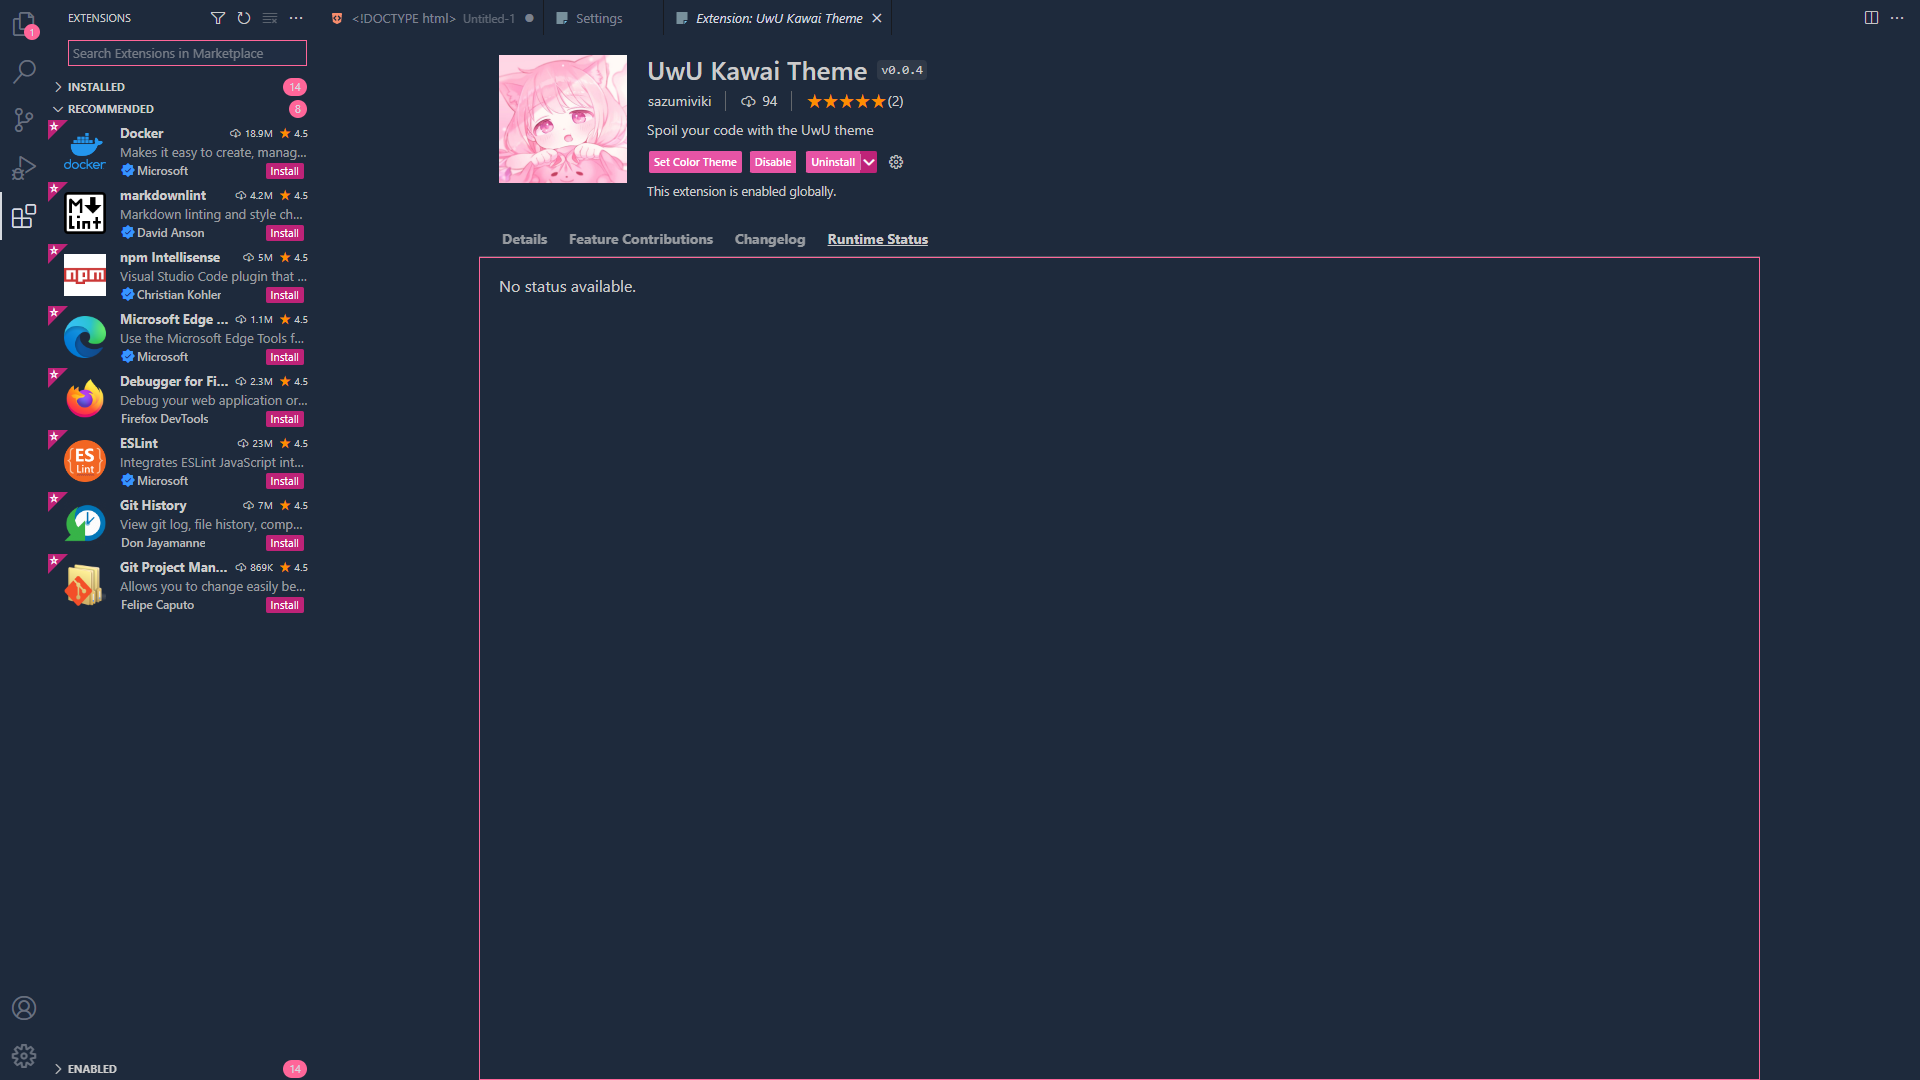 1
EXTENSIONS
Search Extensions in Marketplace
INSTALLED 14
RECOMMENDED 8
docker
Docker 18.9M ★ 4.5
Makes it easy to create, manag...
Microsoft Install
M Lint
markdownlint 4.2M ★ 4.5
Markdown linting and style ch...
David Anson Install
npm
npm Intellisense 5M ★ 4.5
Visual Studio Code plugin that ...
Christian Kohler Install
Microsoft Edge ... 1.1M ★ 4.5
Use the Microsoft Edge Tools f...
Microsoft Install
Debugger for Fi... 2.3M ★ 4.5
Debug your web application or...
Firefox DevTools Install
{ES Lint}
ESLint 23M ★ 4.5
Integrates ESLint JavaScript int...
Microsoft Install
Git History 7M ★ 4.5
View git log, file history, comp...
Don Jayamanne Install
Git Project Man... 869K ★ 4.5
Allows you to change easily be...
Felipe Caputo Install
ENABLED 14
<!DOCTYPE html> Untitled-1
Settings
Extension: UwU Kawai Theme
UwU Kawai Theme v0.0.4
sazumiviki 94 ★★★★★(2)
Spoil your code with the UwU theme
Set Color Theme Disable Uninstall
This extension is enabled globally.
Details Feature Contributions Changelog Runtime Status
No status available.